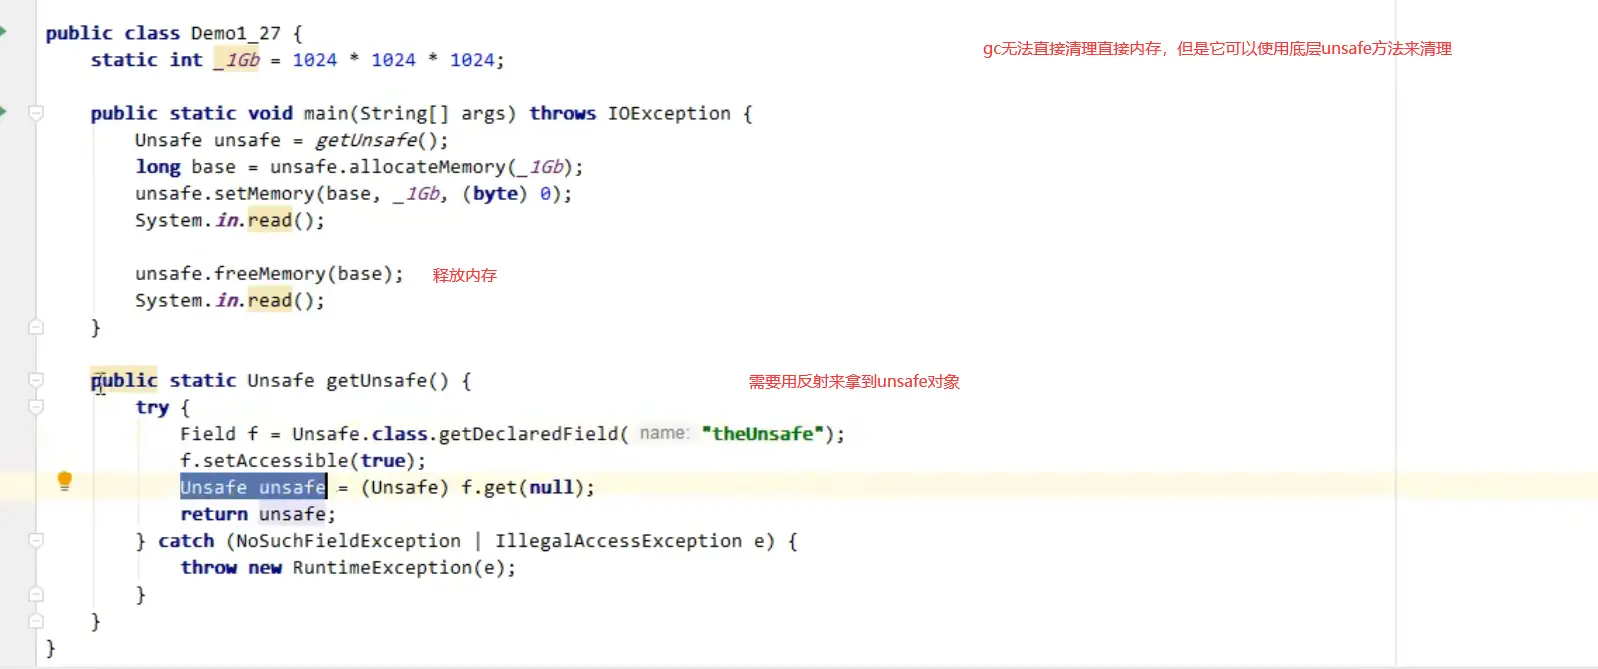 public class Demo1_27 {
static int _1Gb = 1024 * 1024 * 1024;
gc无法直接清理直接内存，但是它可以使用底层unsafe方法来清理
public static void main(String[] args) throws IOException {
Unsafe unsafe = getUnsafe();
long base = unsafe.allocateMemory(_1Gb);
unsafe.setMemory(base, _1Gb, (byte) 0);
System.in.read();
unsafe.freeMemory(base);
释放内存
System.in.read();
}
public static Unsafe getUnsafe() {
需要用反射来拿到unsafe对象
try {
Field f = Unsafe.class.getDeclaredField( name: "theUnsafe");
f.setAccessible(true);
Unsafe unsafe = (Unsafe) f.get(null);
return unsafe;
} catch (NoSuchFieldException | IllegalAccessException e) {
throw new RuntimeException(e);
}
}
}